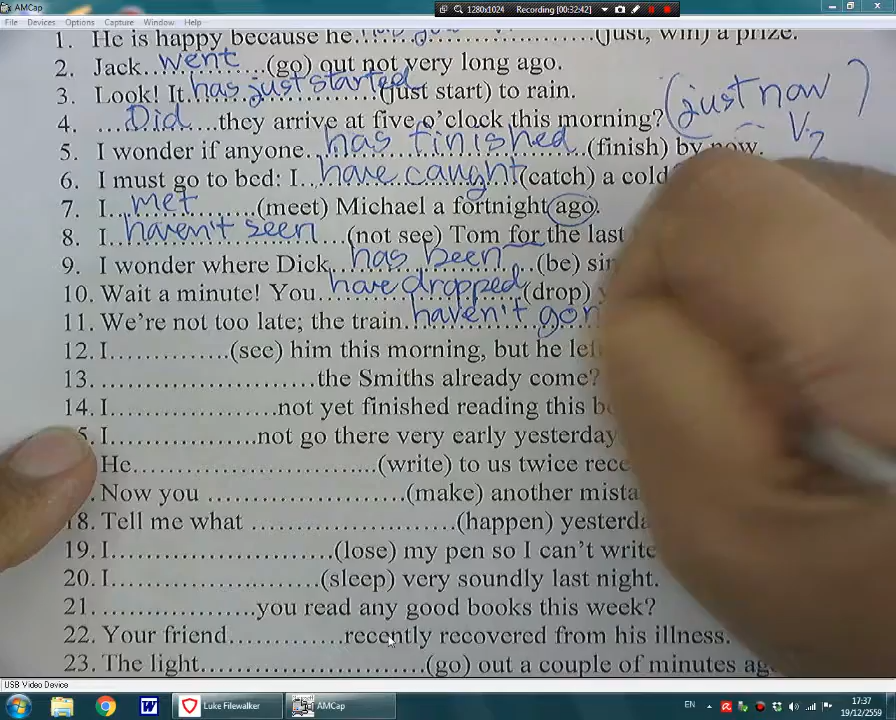 AMCap
1280x1024 Recording [00:32:42]
File Devices Options Capture Window Help
1. He is happy because he (just, win) a prize.
2. Jack..went...(go) out not very long ago.
3. Look! It.has just started(just start) to rain.
4. ....Did....they arrive at five o'clock this morning? (just now)
5. I wonder if anyone..has finished..(finish) by now. V.2
6. I must go to bed: I...have caught(catch) a cold
7. I...met........(meet) Michael a fortnight ago.
8. I..haven't seen....(not see) Tom for the last
9. I wonder where Dick...has been....(be)
10. Wait a minute! You.have dropped.(drop)
11. We're not too late; the train.haven't
12. I..............(see) him this morning, but he
13. ..........................the Smiths already come?
14. I....................not yet finished reading this
I..................not go there very early yesterday
He.............................(write) to us twice
Now you ........................(make) another
18. Tell me what ........................(happen)
19. I..........................(lose) my pen so I can't write
20. I.........................(sleep) very soundly last night.
21. ...................you read any good books this week?
22. Your friend.............recently recovered from his illness.
23. The light..........................(go) out a couple of minutes
USB Video Device
Luke Filewalker
AMCap
EN
17:37
19/12/2559